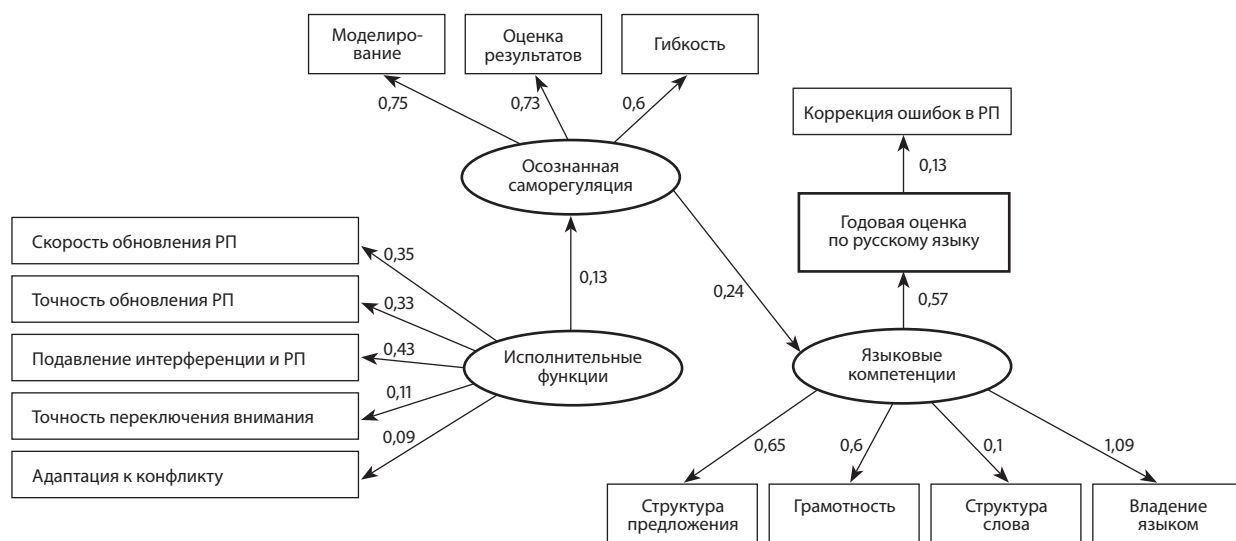 Моделиро-
вание
Оценка
результатов
Гибкость
0,75
0,73
0,6
Коррекция ошибок в РП
Осознанная
саморегуляция
0,13
Годовая оценка
по русскому языку
Скорость обновления РП
0,35
Точность обновления РП
0,33
0,13
0,24
0,57
Подавление интерференции и РП
0,43
Исполнительные
функции
Языковые
компетенции
Точность переключения внимания
0,11
Адаптация к конфликту
0,09
0,65
0,6
0,1
1,09
Структура
предложения
Грамотность
Структура
слова
Владение
языком